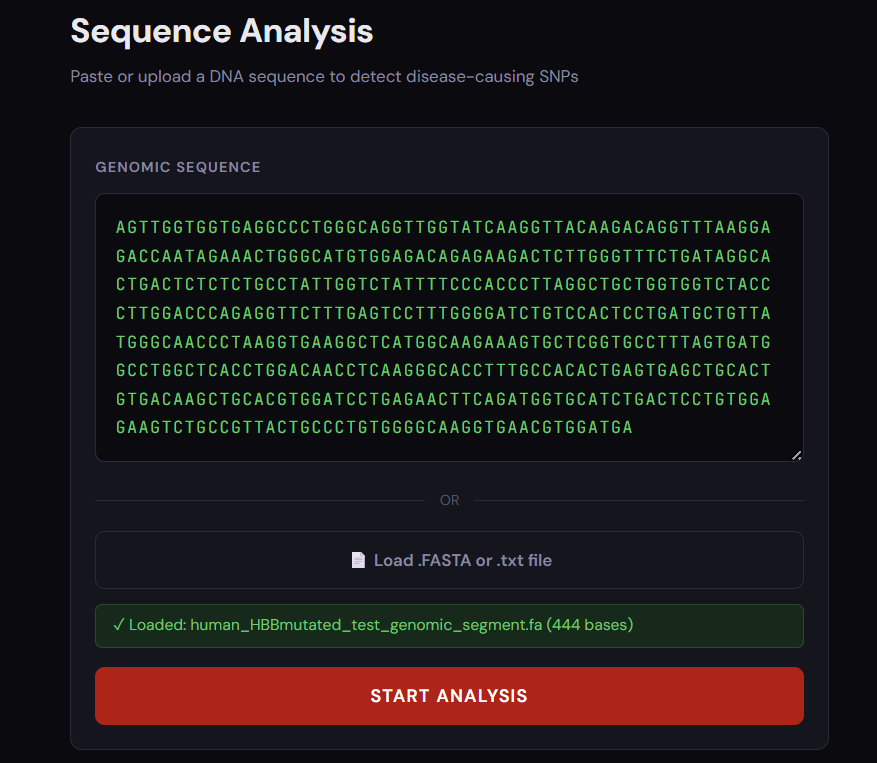 Sequence Analysis
Paste or upload a DNA sequence to detect disease-causing SNPs
GENOMIC SEQUENCE
AGTTGGTGGTGAGGCCCTGGGCAGGTTGGTATCAAGGTTACAAGACAGGTTTAAGGA
GACCAATAGAAACTGGGCATGTGGAGACAGAGAAGACTCTTGGGTTTCTGATAGGCA
CTGACTCTCTCTGCCTATTGGTCTATTTTCCCACCCTTAGGCTGCTGGTGGTCTACC
CTTGGACCCAGAGGTTCTTTGAGTCCTTTGGGGATCTGTCCACTCCTGATGCTGTTA
TGGGCAACCCTAAGGTGAAGGCTCATGGCAAGAAAGTGCTCGGTGCCTTTAGTGATG
GCCTGGCTCACCTGGACAACCTCAAGGGCACCTTTGCCACACTGAGTGAGCTGCACT
GTGACAAGCTGCACGTGGATCCTGAGAACTTCAGATGGTGCATCTGACTCCTGTGGA
GAAGTCTGCCGTTACTGCCCTGTGGGGCAAGGTGAACGTGGATGA
OR
Load .FASTA or .txt file
✓ Loaded: human_HBBmutated_test_genomic_segment.fa (444 bases)
START ANALYSIS